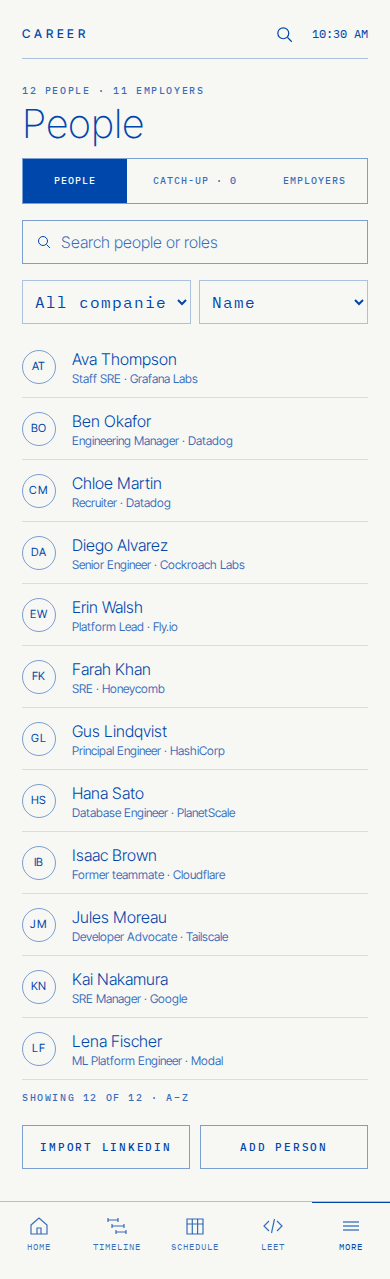 CAREER
10:30 AM
12 PEOPLE · 11 EMPLOYERS
People
PEOPLE
CATCH-UP · 0
EMPLOYERS
Search people or roles
All companie
Name
AT
Ava Thompson
Staff SRE · Grafana Labs
BO
Ben Okafor
Engineering Manager · Datadog
CM
Chloe Martin
Recruiter · Datadog
DA
Diego Alvarez
Senior Engineer · Cockroach Labs
EW
Erin Walsh
Platform Lead · Fly.io
FK
Farah Khan
SRE · Honeycomb
GL
Gus Lindqvist
Principal Engineer · HashiCorp
HS
Hana Sato
Database Engineer · PlanetScale
IB
Isaac Brown
Former teammate · Cloudflare
JM
Jules Moreau
Developer Advocate · Tailscale
KN
Kai Nakamura
SRE Manager · Google
LF
Lena Fischer
ML Platform Engineer · Modal
SHOWING 12 OF 12 · A–Z
IMPORT LINKEDIN
ADD PERSON
HOME
TIMELINE
SCHEDULE
LEET
MORE